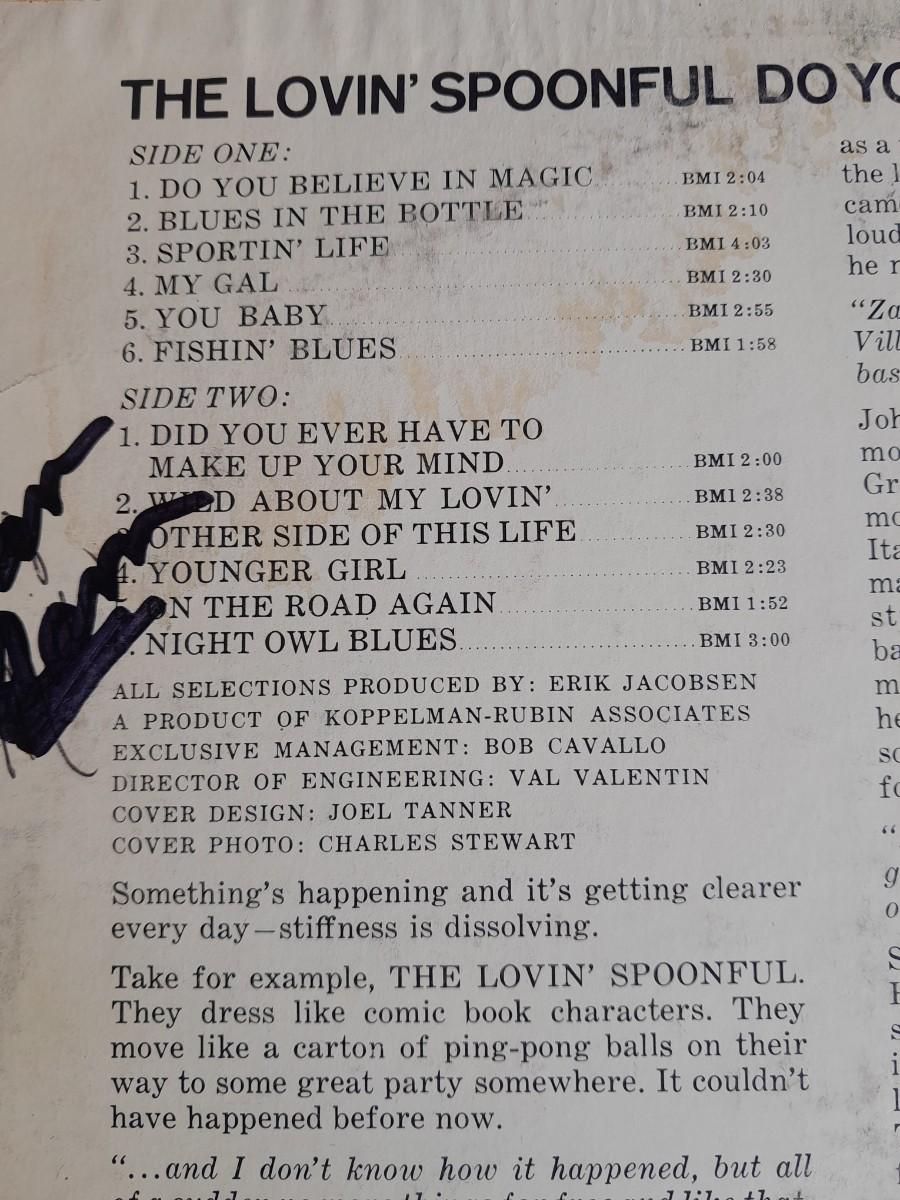 THE LOVIN' SPOONFUL DO YO
SIDE ONE:
1. DO YOU BELIEVE IN MAGIC BMI 2:04
2. BLUES IN THE BOTTLE BMI 2:10
3. SPORTIN' LIFE BMI 4:03
4. MY GAL BMI 2:30
5. YOU BABY BMI 2:55
6. FISHIN' BLUES BMI 1:58
SIDE TWO:
1. DID YOU EVER HAVE TO
MAKE UP YOUR MIND BMI 2:00
2. WILD ABOUT MY LOVIN' BMI 2:38
OTHER SIDE OF THIS LIFE BMI 2:30
4. YOUNGER GIRL BMI 2:23
ON THE ROAD AGAIN BMI 1:52
NIGHT OWL BLUES BMI 3:00
ALL SELECTIONS PRODUCED BY: ERIK JACOBSEN
A PRODUCT OF KOPPELMAN-RUBIN ASSOCIATES
EXCLUSIVE MANAGEMENT: BOB CAVALLO
DIRECTOR OF ENGINEERING: VAL VALENTIN
COVER DESIGN: JOEL TANNER
COVER PHOTO: CHARLES STEWART
Something's happening and it's getting clearer
every day—stiffness is dissolving.
Take for example, THE LOVIN' SPOONFUL.
They dress like comic book characters. They
move like a carton of ping-pong balls on their
way to some great party somewhere. It couldn't
have happened before now.
"...and I don't know how it happened, but all
as a
the
came
loud
he
"Za
Vill
bas
Joh
mo
Gr
mo
Ita
ma
st
ba
m
he
so
fo
"
g
o